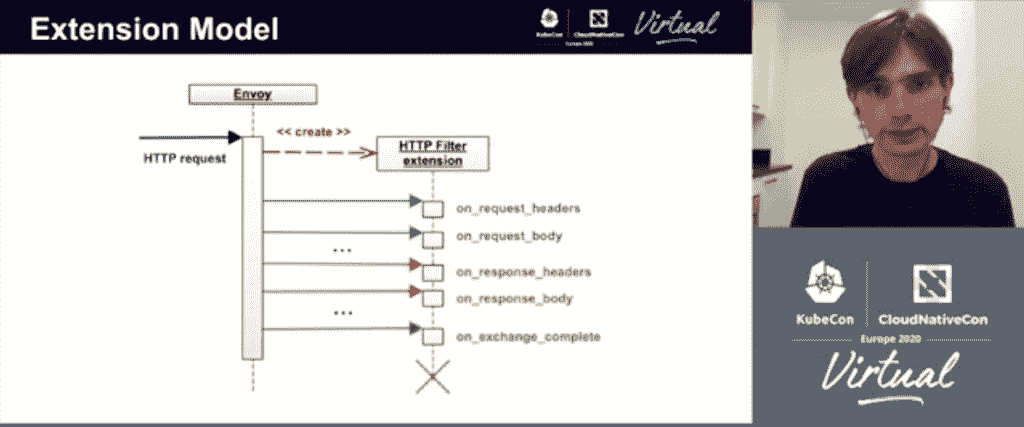 Extension Model
KubeCon
CloudNativeCon
Europe 2020
Virtual
Envoy
<< create >>
HTTP request
HTTP Filter
extension
on_request_headers
on_request_body
...
on_response_headers
on_response_body
...
on_exchange_complete
KubeCon
CloudNativeCon
Europe 2020
Virtual